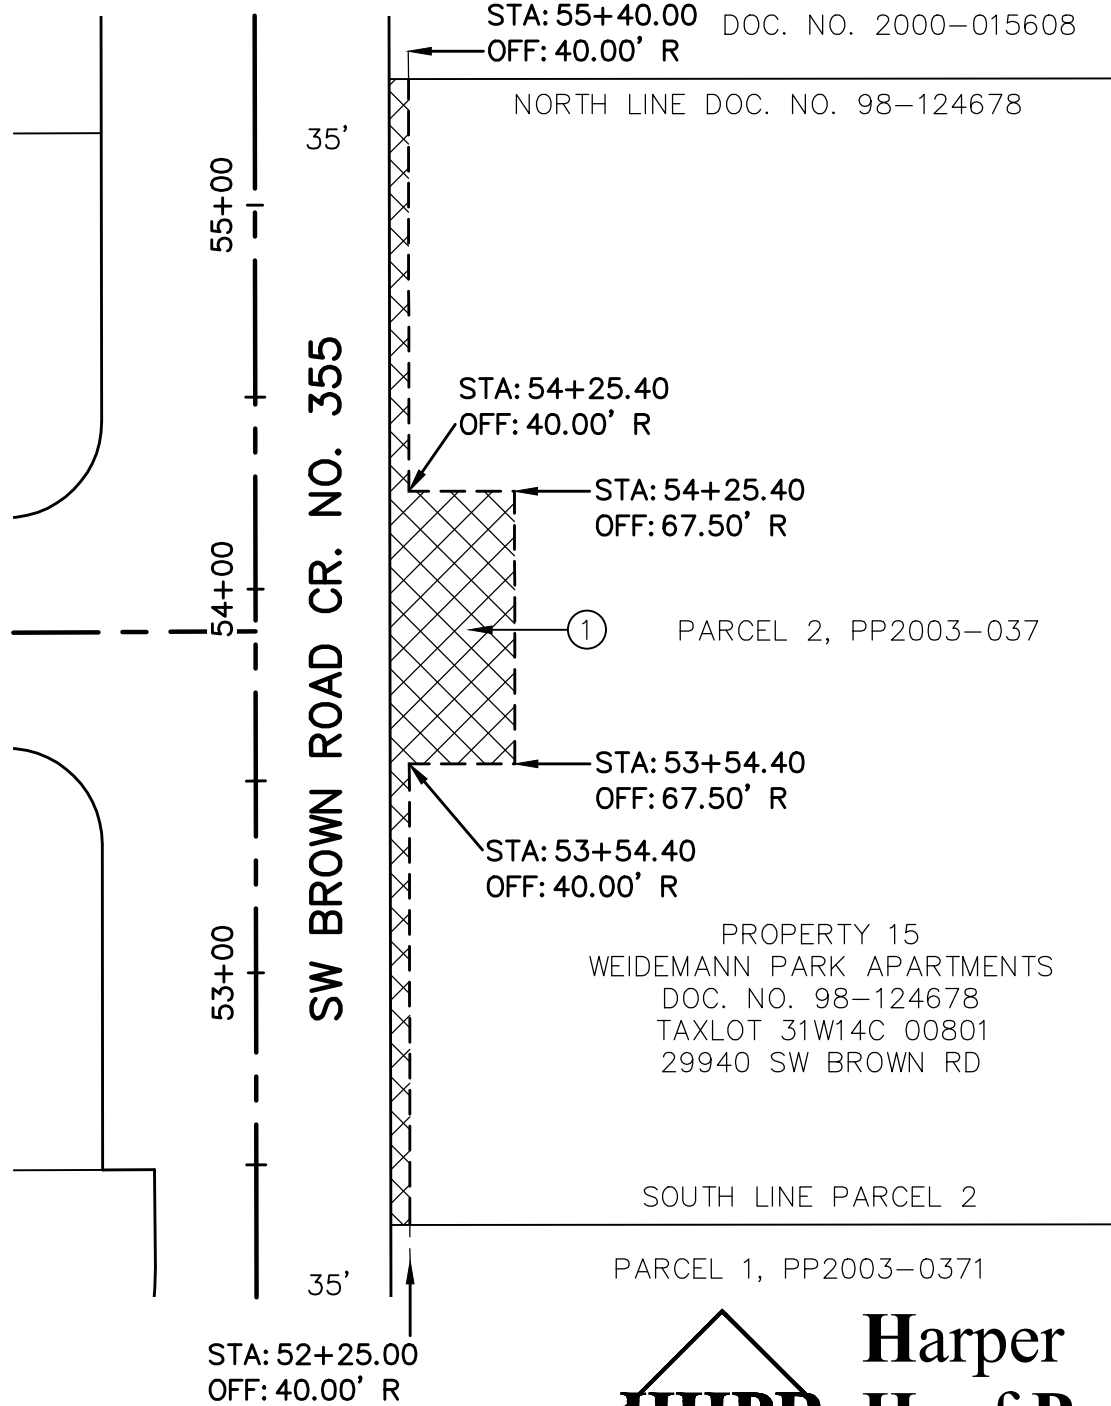 STA: 55+40.00
OFF: 40.00' R
DOC. NO. 2000-015608
NORTH LINE DOC. NO. 98-124678
35'
55+00
SW BROWN ROAD CR. NO. 355
STA: 54+25.40
OFF: 40.00' R
STA: 54+25.40
OFF: 67.50' R
54+00
1
PARCEL 2, PP2003-037
STA: 53+54.40
OFF: 67.50' R
STA: 53+54.40
OFF: 40.00' R
53+00
PROPERTY 15
WEIDEMANN PARK APARTMENTS
DOC. NO. 98-124678
TAXLOT 31W14C 00801
29940 SW BROWN RD
SOUTH LINE PARCEL 2
PARCEL 1, PP2003-0371
35'
STA: 52+25.00
OFF: 40.00' R
Harper